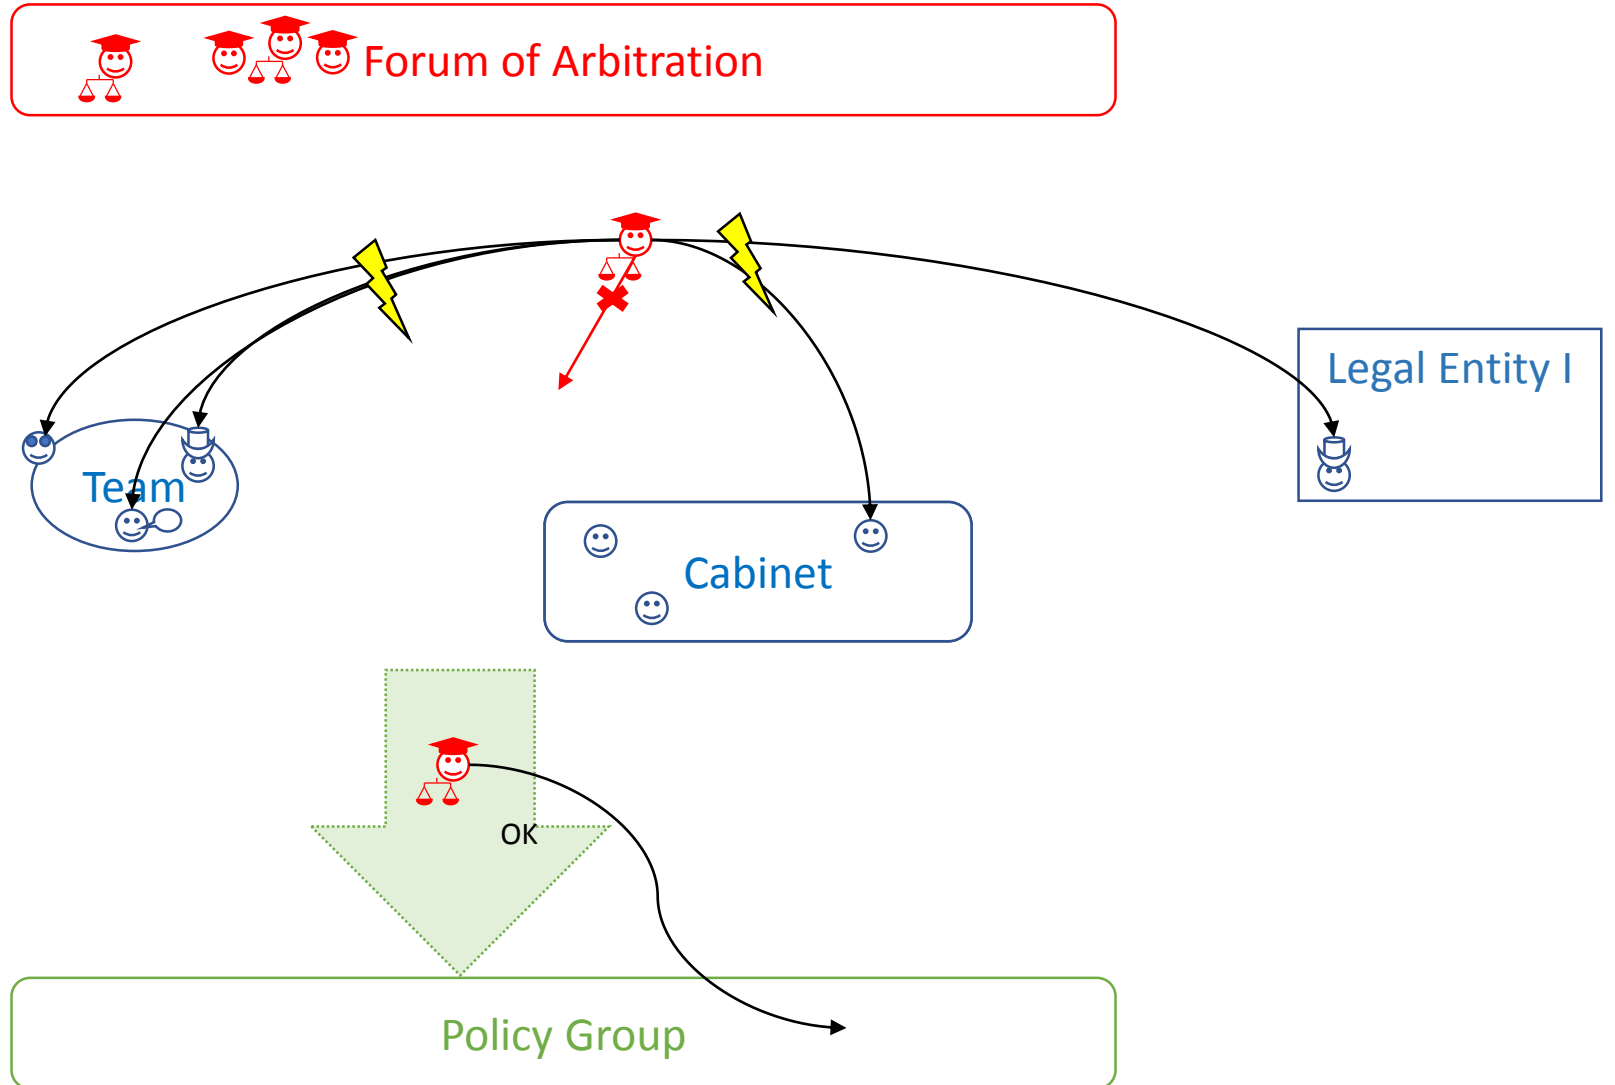 Forum of Arbitration
Legal Entity I
Team
Cabinet
OK
Policy Group